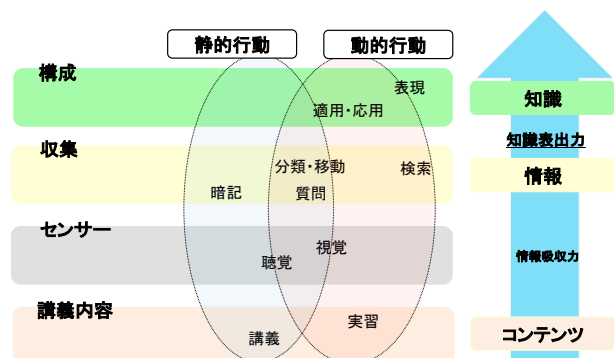 静的行動
動的行動
構成
表現
適用・応用
知識
知識表出力
収集
分類・移動
検索
暗記
質問
情報
センサー
視覚
聴覚
情報吸収力
講義内容
実習
講義
コンテンツ